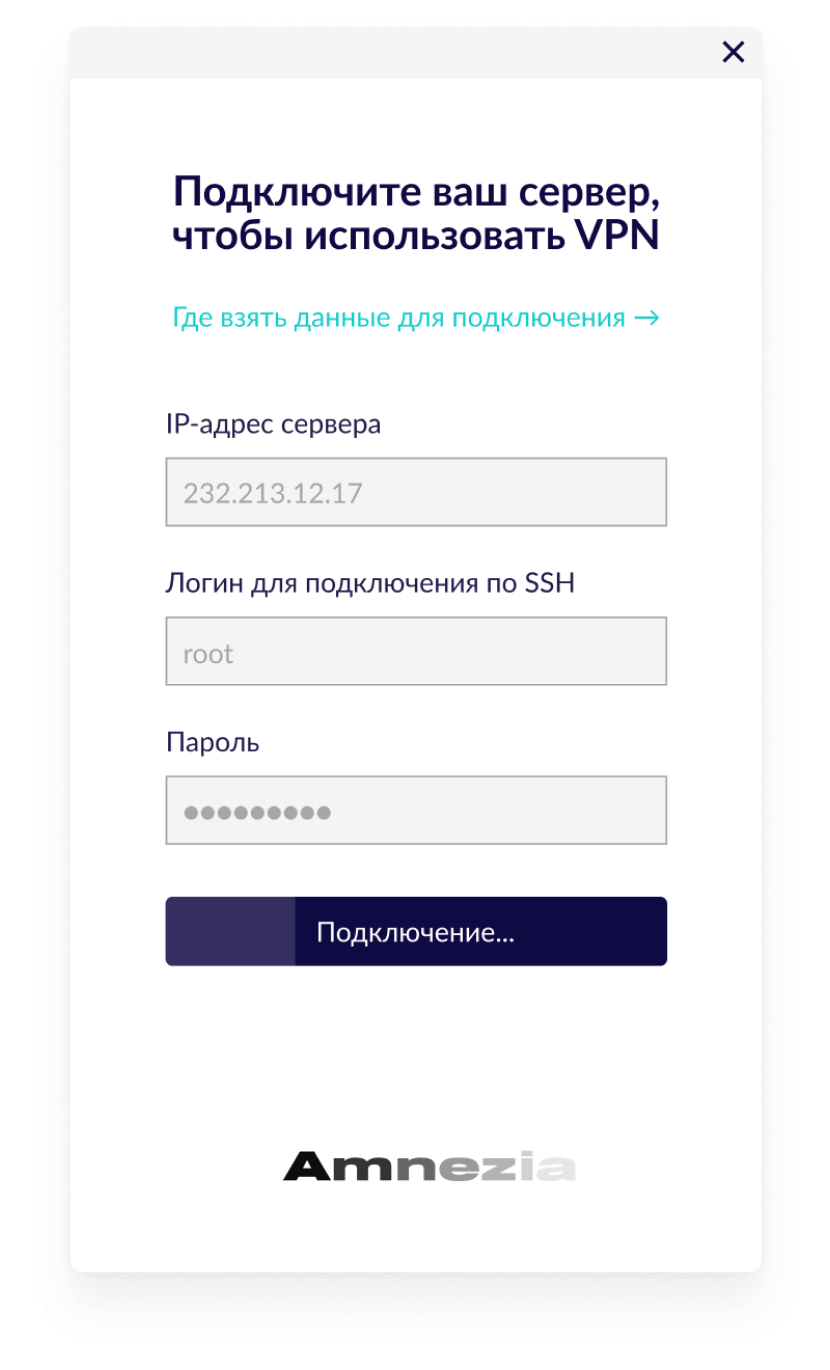 Подключите ваш сервер,
чтобы использовать VPN
Где взять данные для подключения →
IP-адрес сервера
232.213.12.17
Логин для подключения по SSH
root
Пароль
●●●●●●●●●
Подключение...
Amnezia